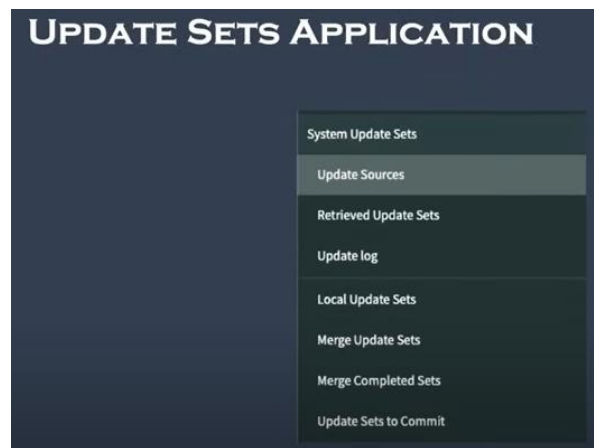 UPDATE SETS APPLICATION
System Update Sets
Update Sources
Retrieved Update Sets
Update log
Local Update Sets
Merge Update Sets
Merge Completed Sets
Update Sets to Commit